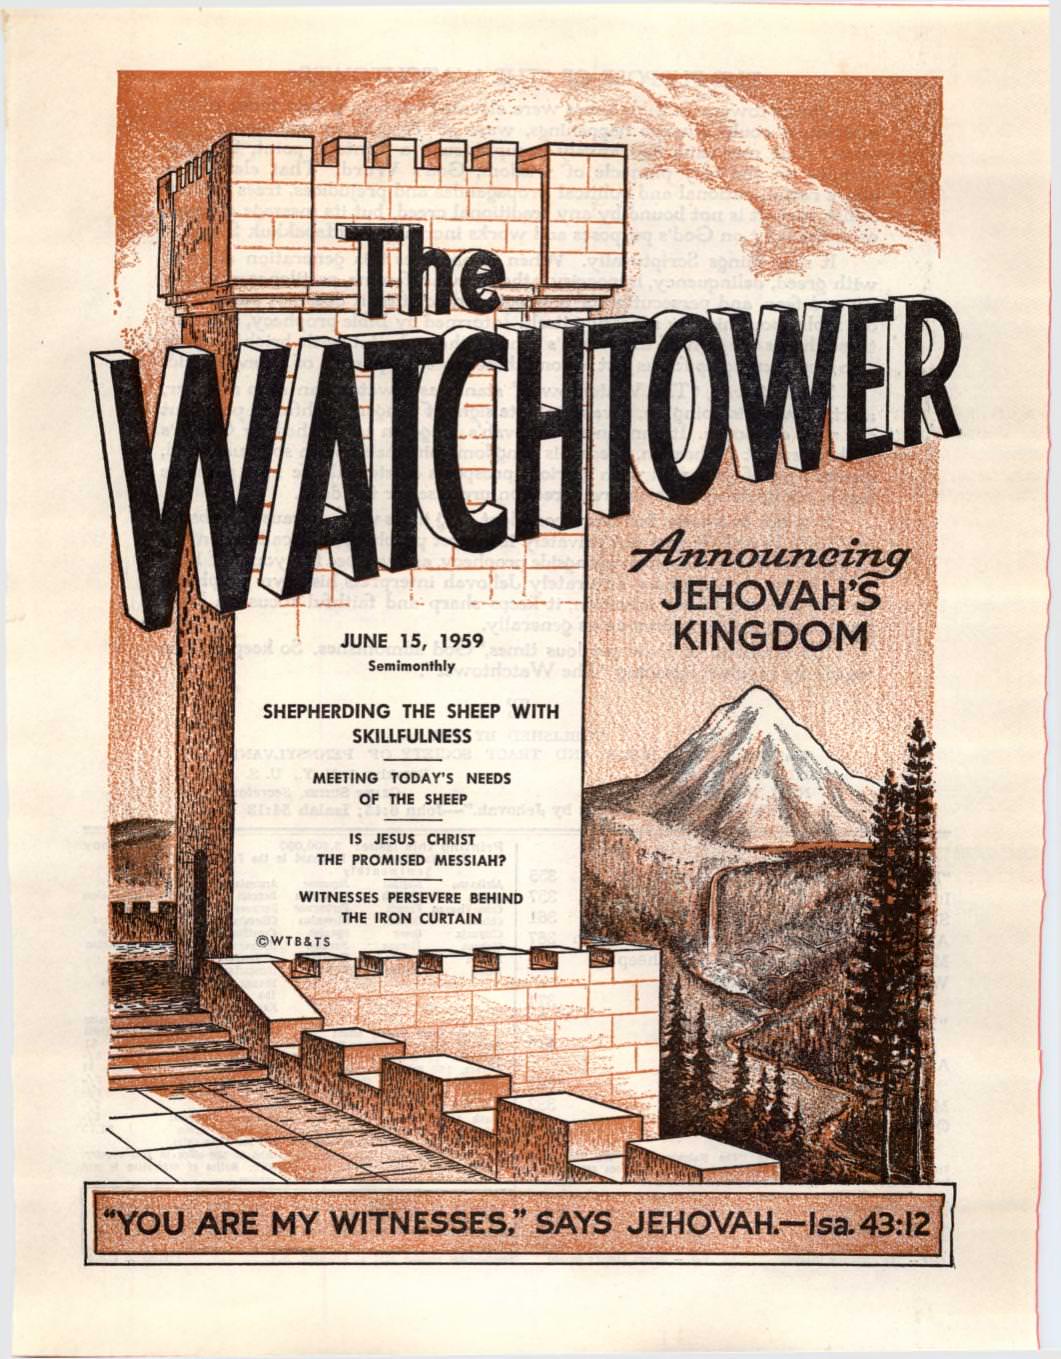 The
WATCHTOWER
Announcing
JEHOVAH'S
KINGDOM
JUNE 15, 1959
Semimonthly
SHEPHERDING THE SHEEP WITH
SKILLFULNESS
MEETING TODAY'S NEEDS
OF THE SHEEP
IS JESUS CHRIST
THE PROMISED MESSIAH?
WITNESSES PERSEVERE BEHIND
THE IRON CURTAIN
©WTB&TS
"YOU ARE MY WITNESSES," SAYS JEHOVAH.—Isa. 43:12